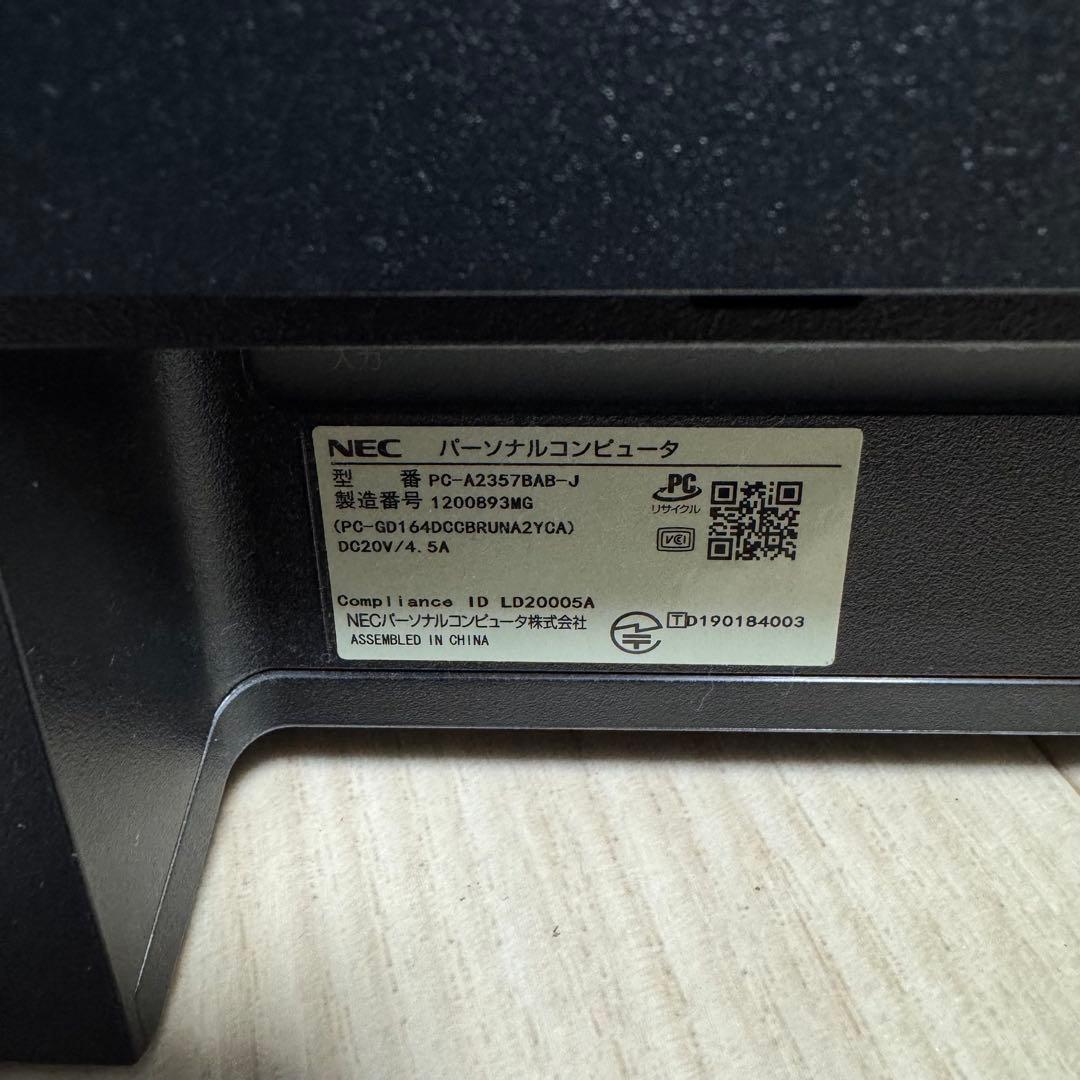 入力
NEC パーソナルコンピュータ
型 番 PC-A2357BAB-J
製造番号 1200893MG
(PC-GD164DCCBRUNA2YCA)
DC20V/4.5A
PC
リサイクル
VCI
Compliance ID LD20005A
NECパーソナルコンピュータ株式会社
ASSEMBLED IN CHINA
T D190184003